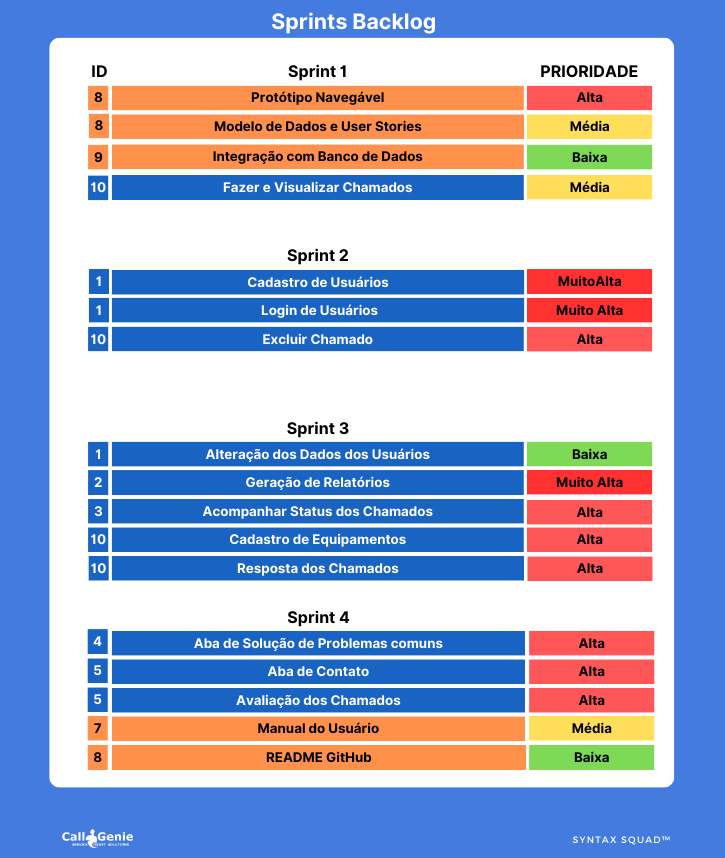 Sprints Backlog
ID Sprint 1 PRIORIDADE
8 Protótipo Navegável Alta
8 Modelo de Dados e User Stories Média
9 Integração com Banco de Dados Baixa
10 Fazer e Visualizar Chamados Média
Sprint 2
1 Cadastro de Usuários MuitoAlta
1 Login de Usuários Muito Alta
10 Excluir Chamado Alta
Sprint 3
1 Alteração dos Dados dos Usuários Baixa
2 Geração de Relatórios Muito Alta
3 Acompanhar Status dos Chamados Alta
10 Cadastro de Equipamentos Alta
10 Resposta dos Chamados Alta
Sprint 4
4 Aba de Solução de Problemas comuns Alta
5 Aba de Contato Alta
5 Avaliação dos Chamados Alta
7 Manual do Usuário Média
8 README GitHub Baixa
Call Genie SYNTAX SQUAD™